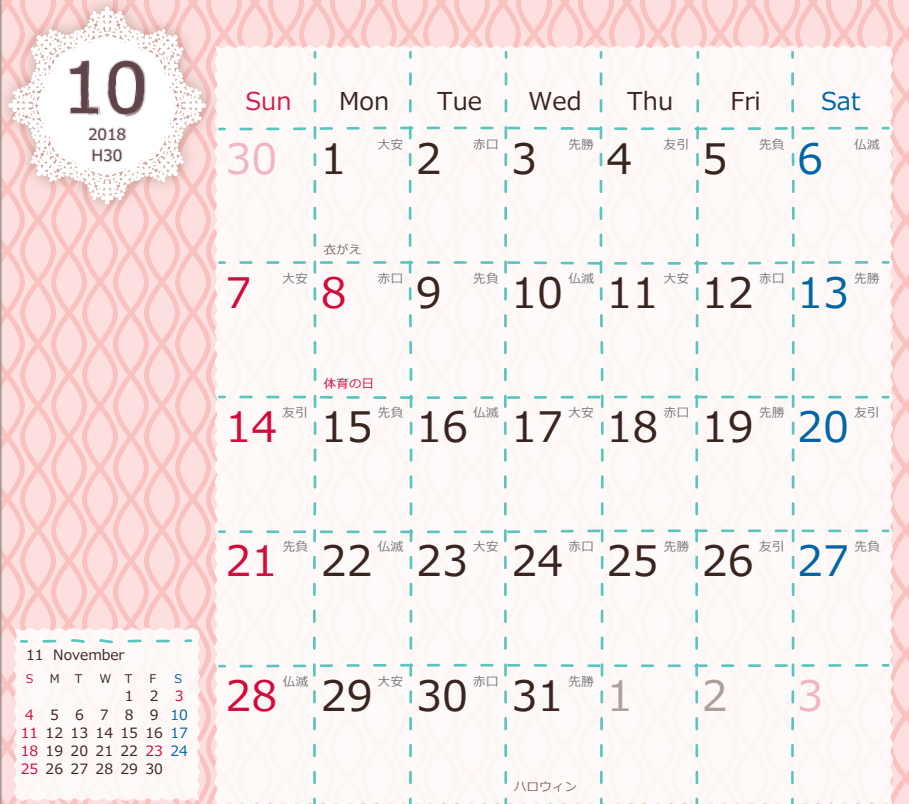 10
2018
H30
Sun Mon Tue Wed Thu Fri Sat
30 1 大安 2 赤口 3 先勝 4 友引 5 先負 6 仏滅
衣がえ
7 大安 8 赤口 9 先負 10 仏滅 11 大安 12 赤口 13 先勝
体育の日
14 友引 15 先負 16 仏滅 17 大安 18 赤口 19 先勝 20 友引
21 先負 22 仏滅 23 大安 24 赤口 25 先勝 26 友引 27 先負
28 仏滅 29 大安 30 赤口 31 先勝 1 2 3
ハロウィン
11 November
S M T W T F S
1 2 3
4 5 6 7 8 9 10
11 12 13 14 15 16 17
18 19 20 21 22 23 24
25 26 27 28 29 30